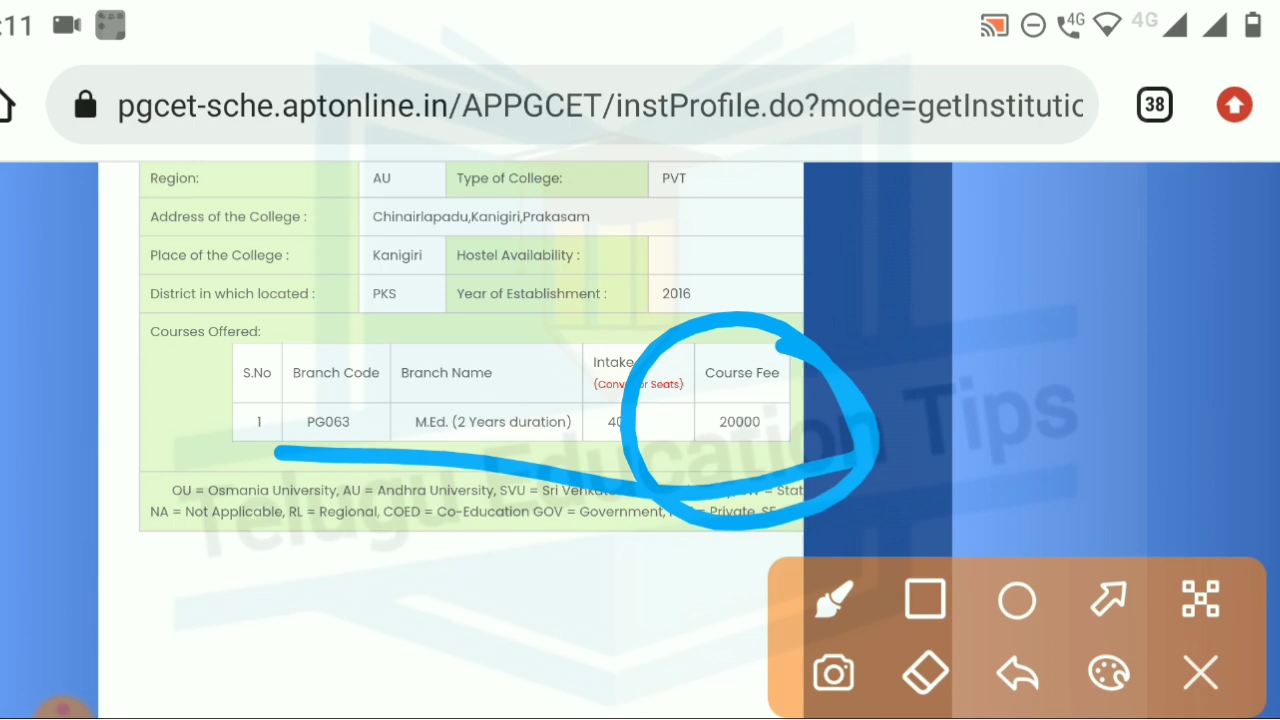 :11 4G 4G
pgcet-sche.aptonline.in/APPGCET/instProfile.do?mode=getInstitutic 38
Region: AU Type of College: PVT
Address of the College : Chinairlapadu,Kanigiri,Prakasam
Place of the College : Kanigiri Hostel Availability :
District in which located : PKS Year of Establishment : 2016
Courses Offered:
S.No Branch Code Branch Name Intake Course Fee
1 PG063 M.Ed. (2 Years duration) 40 20000
OU = Osmania University, AU = Andhra University, SVU = Sri = Stat
NA = Not Applicable, RL = Regional, COED = Co-Education GOV = Government, = Private,
Telugu Education Tips